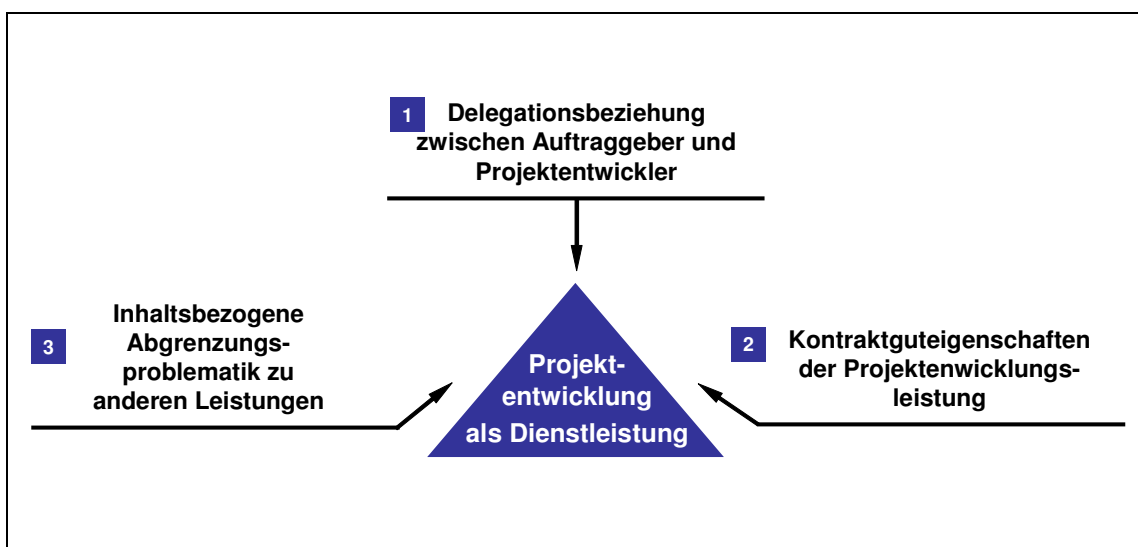 1
Delegationsbeziehung
zwischen Auftraggeber und
Projektentwickler
3
Inhaltsbezogene
Abgrenzungs-
problematik zu
anderen Leistungen
Projekt-
entwicklung
als Dienstleistung
2
Kontraktguteigenschaften
der Projektenwicklungs-
leistung